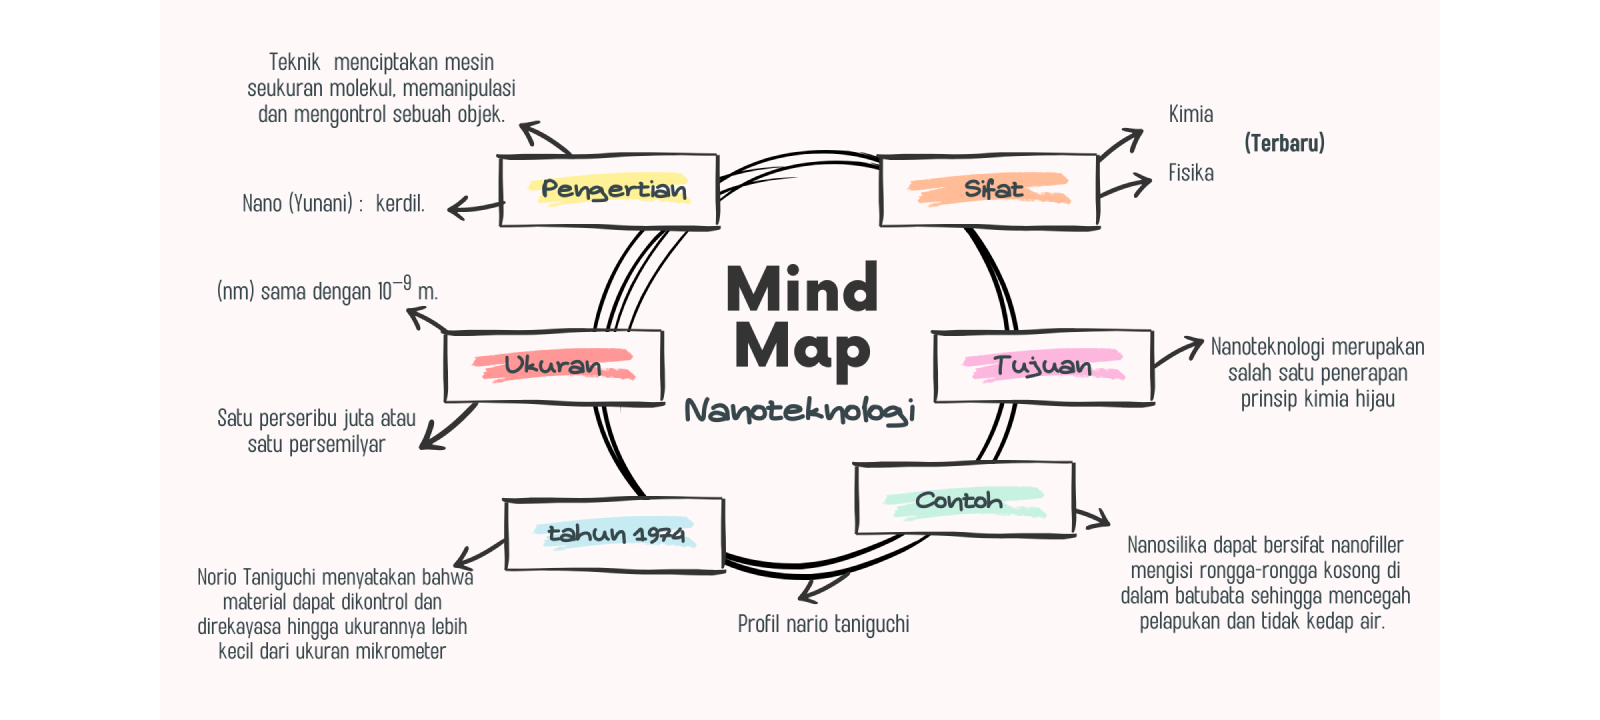 Teknik menciptakan mesin
seukuran molekul, memanipulasi
dan mengontrol sebuah objek.
Pengertian
Nano (Yunani) : kerdil.
Kimia
(Terbaru)
Fisika
Sifat
Mind
Map
Nanoteknologi
(nm) sama dengan 10⁻⁹ m.
Ukuran
Satu perseribu juta atau
satu persemilyar
Tujuan
Nanoteknologi merupakan
salah satu penerapan
prinsip kimia hijau
tahun 1974
Norio Taniguchi menyatakan bahwa
material dapat dikontrol dan
direkayasa hingga ukurannya lebih
kecil dari ukuran mikrometer
Profil nario taniguchi
Contoh
Nanosilika dapat bersifat nanofiller
mengisi rongga-rongga kosong di
dalam batubata sehingga mencegah
pelapukan dan tidak kedap air.